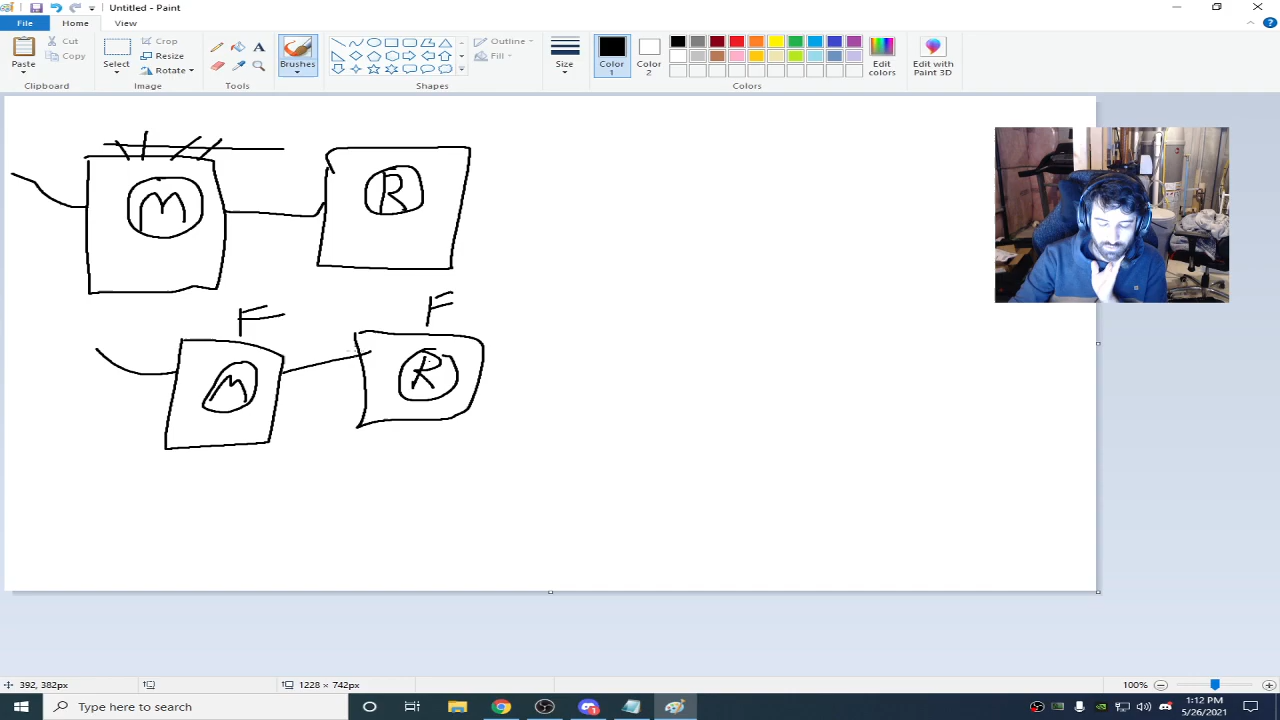 Untitled - Paint
File Home View
Paste
Cut
Copy
Clipboard
Select
Crop
Resize
Rotate
Image
Tools
Brushes
Shapes
Outline
Fill
Size
Color 1
Color 2
Edit colors
Colors
Edit with Paint 3D
M R
F F
M R
392, 382px
1228 × 742px
100%
Type here to search
1:12 PM
5/26/2021